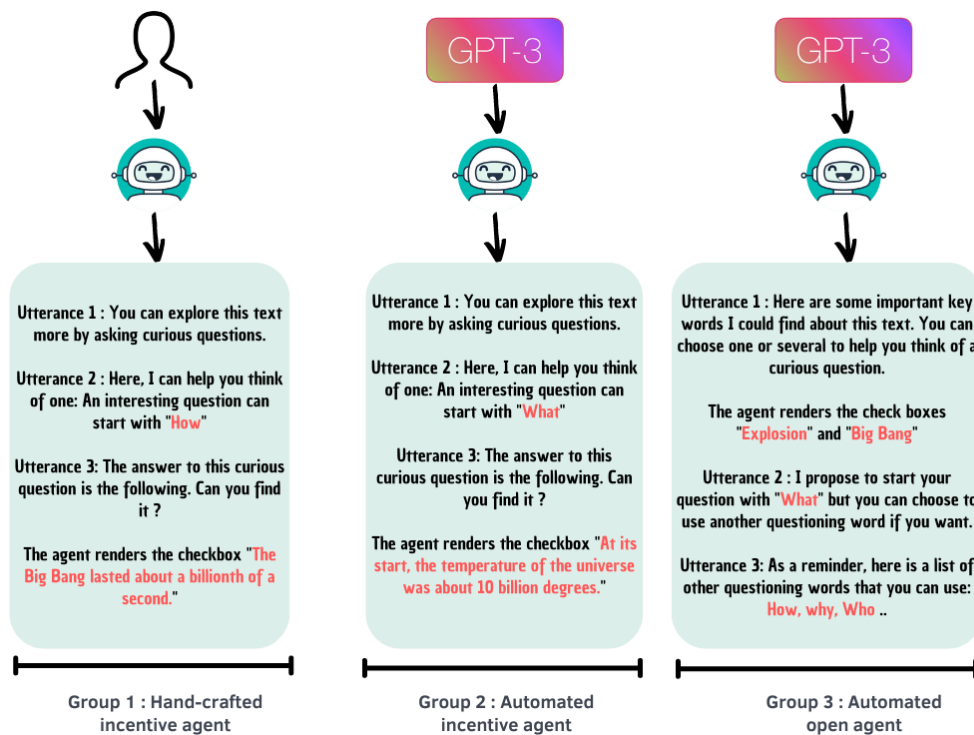 GPT-3
GPT-3
Utterance 1 : You can explore this text
more by asking curious questions.
Utterance 2 : Here, I can help you think
of one: An interesting question can
start with "How"
Utterance 3: The answer to this curious
question is the following. Can you find
it ?
The agent renders the checkbox "The
Big Bang lasted about a billionth of a
second."
Group 1 : Hand-crafted
incentive agent
Utterance 1 : You can explore this text
more by asking curious questions.
Utterance 2 : Here, I can help you think
of one: An interesting question can
start with "What"
Utterance 3: The answer to this
curious question is the following. Can
you find it ?
The agent renders the checkbox "At its
start, the temperature of the universe
was about 10 billion degrees."
Group 2 : Automated
incentive agent
Utterance 1 : Here are some important key
words I could find about this text. You can
choose one or several to help you think of a
curious question.
The agent renders the check boxes
"Explosion" and "Big Bang"
Utterance 2 : I propose to start your
question with "What" but you can choose to
use another questioning word if you want.
Utterance 3: As a reminder, here is a list of
other questioning words that you can use:
How, why, Who ..
Group 3 : Automated
open agent